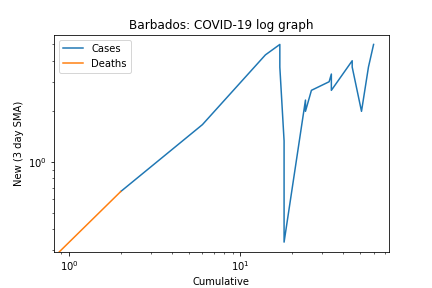 Barbados: COVID-19 log graph
Cases
Deaths
New (3 day SMA)
10⁰
10⁰
10¹
Cumulative